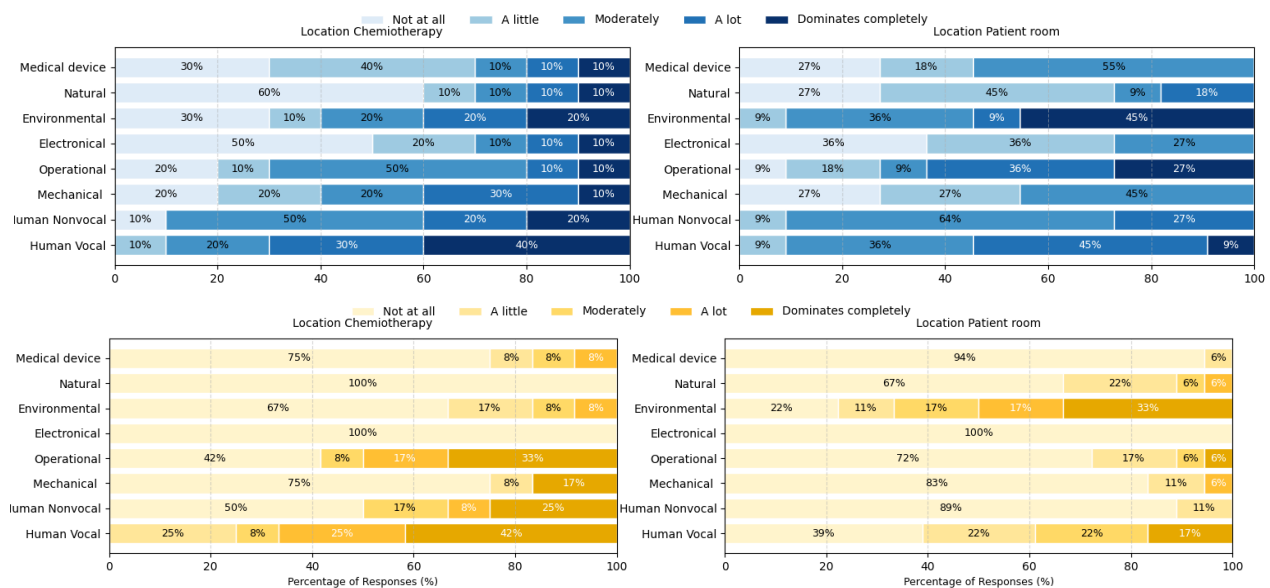 Not at all A little Moderately A lot Dominates completely
Location Chemiotherapy
Location Patient room
Medical device 30% 40% 10% 10% 10%
Natural 60% 10% 10% 10% 10%
Environmental 30% 10% 20% 20% 20%
Electronical 50% 20% 10% 10% 10%
Operational 20% 10% 50% 10% 10%
Mechanical 20% 20% 20% 30% 10%
Human Nonvocal 10% 50% 20% 20%
Human Vocal 10% 20% 30% 40%
0 20 40 60 80 100
Medical device 27% 18% 55%
Natural 27% 45% 9% 18%
Environmental 9% 36% 9% 45%
Electronical 36% 36% 27%
Operational 9% 18% 9% 36% 27%
Mechanical 27% 27% 45%
Human Nonvocal 9% 64% 27%
Human Vocal 9% 36% 45% 9%
0 20 40 60 80 100
Not at all A little Moderately A lot Dominates completely
Location Chemiotherapy
Location Patient room
Medical device 75% 8% 8% 8%
Natural 100%
Environmental 67% 17% 8% 8%
Electronical 100%
Operational 42% 8% 17% 33%
Mechanical 75% 8% 17%
Human Nonvocal 50% 17% 8% 25%
Human Vocal 25% 8% 25% 42%
0 20 40 60 80 100
Percentage of Responses (%)
Medical device 94% 6%
Natural 67% 22% 6% 6%
Environmental 22% 11% 17% 17% 33%
Electronical 100%
Operational 72% 17% 6% 6%
Mechanical 83% 11% 6%
Human Nonvocal 89% 11%
Human Vocal 39% 22% 22% 17%
0 20 40 60 80 100
Percentage of Responses (%)